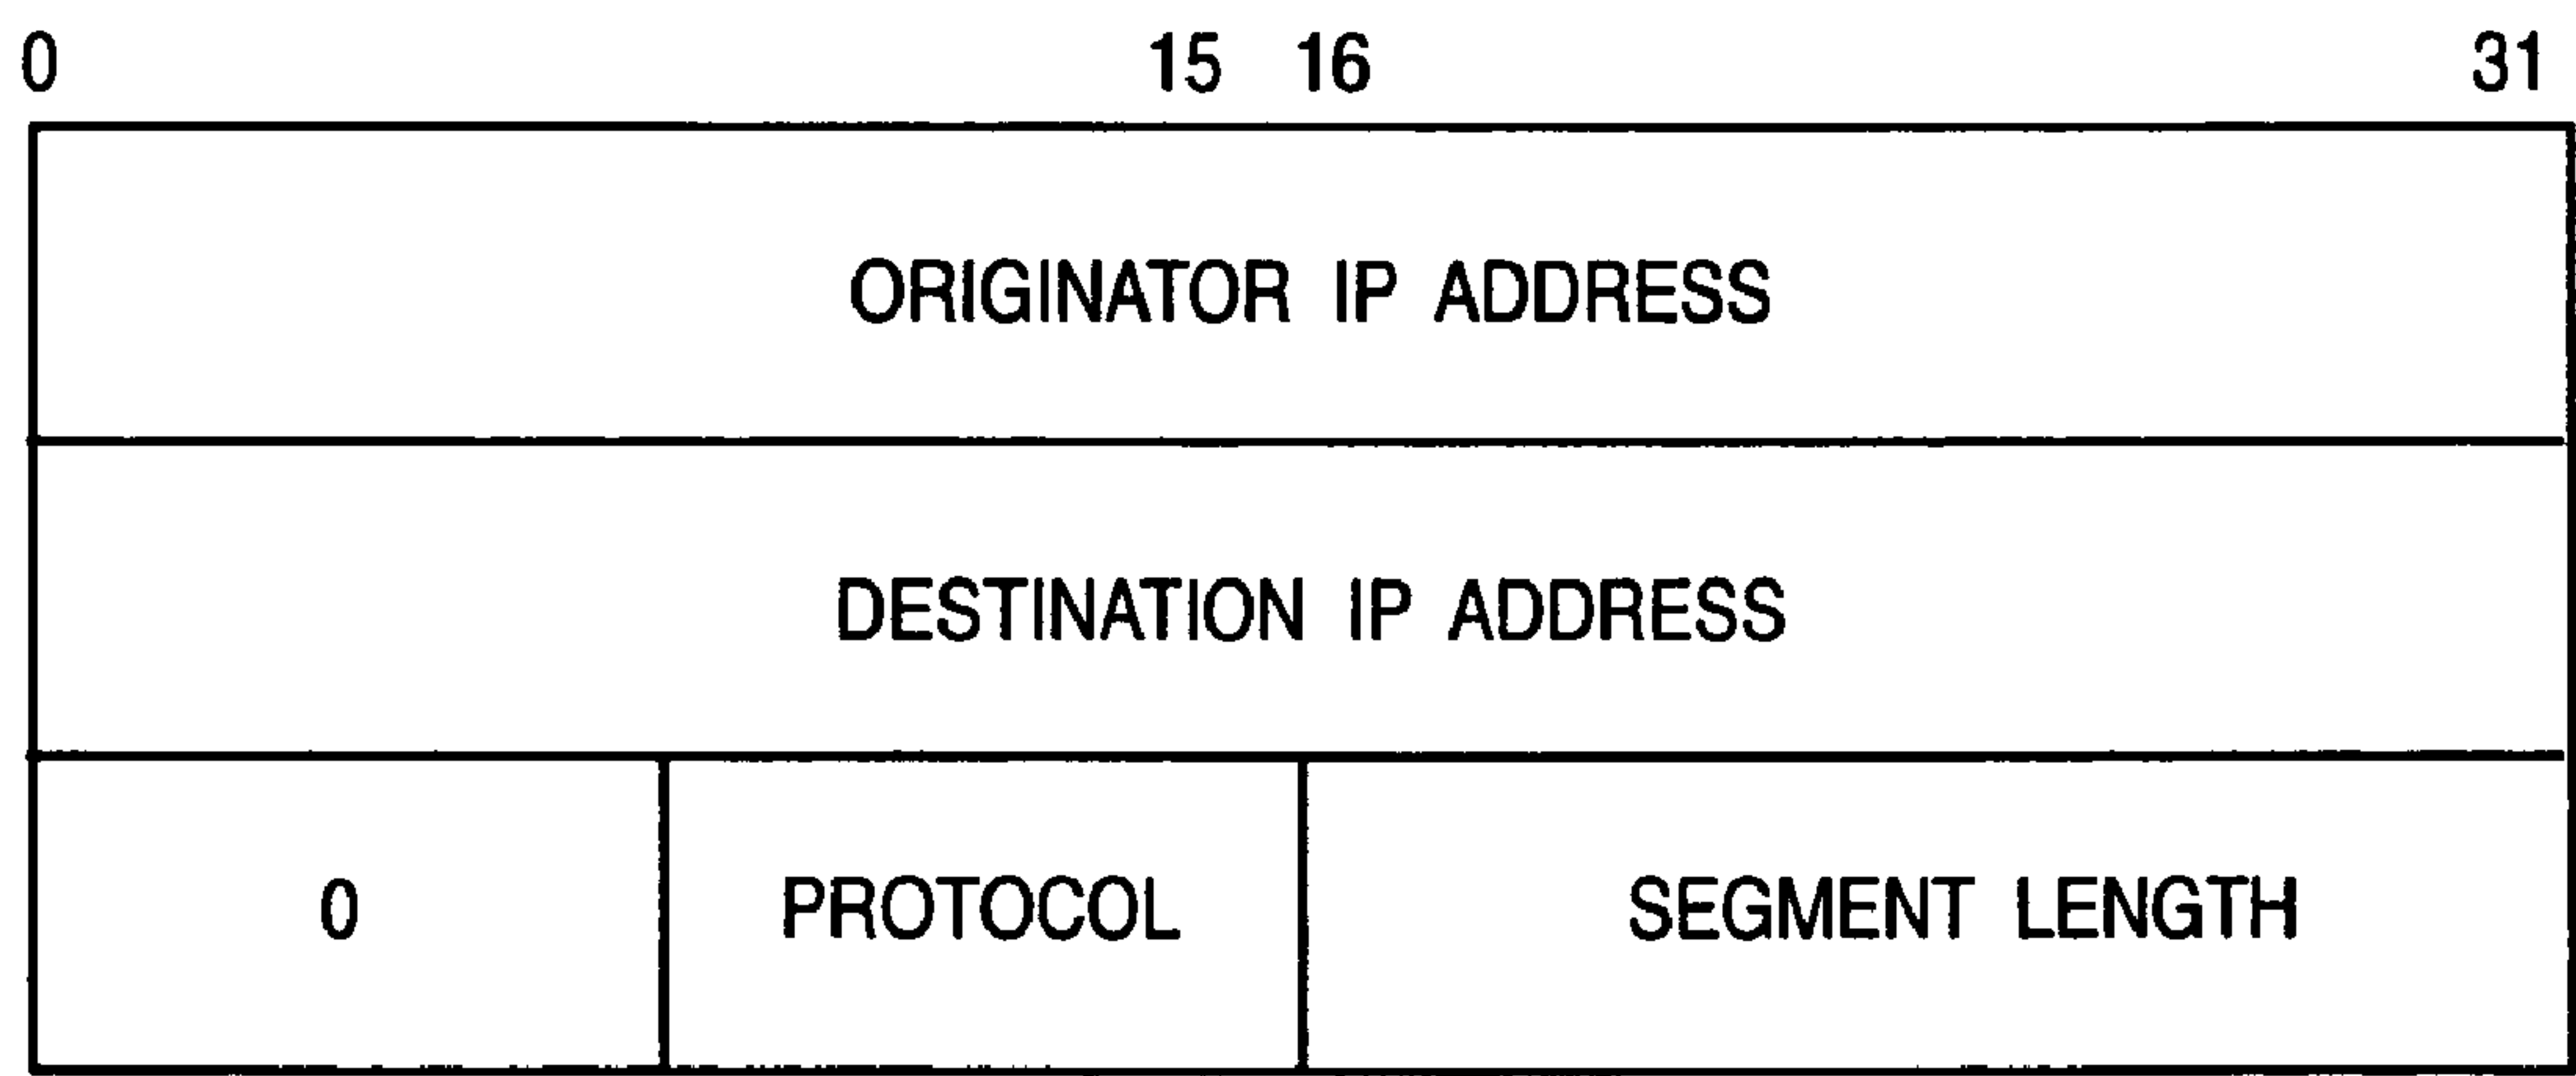 0 15 16 31
ORIGINATOR IP ADDRESS
DESTINATION IP ADDRESS
0 PROTOCOL SEGMENT LENGTH